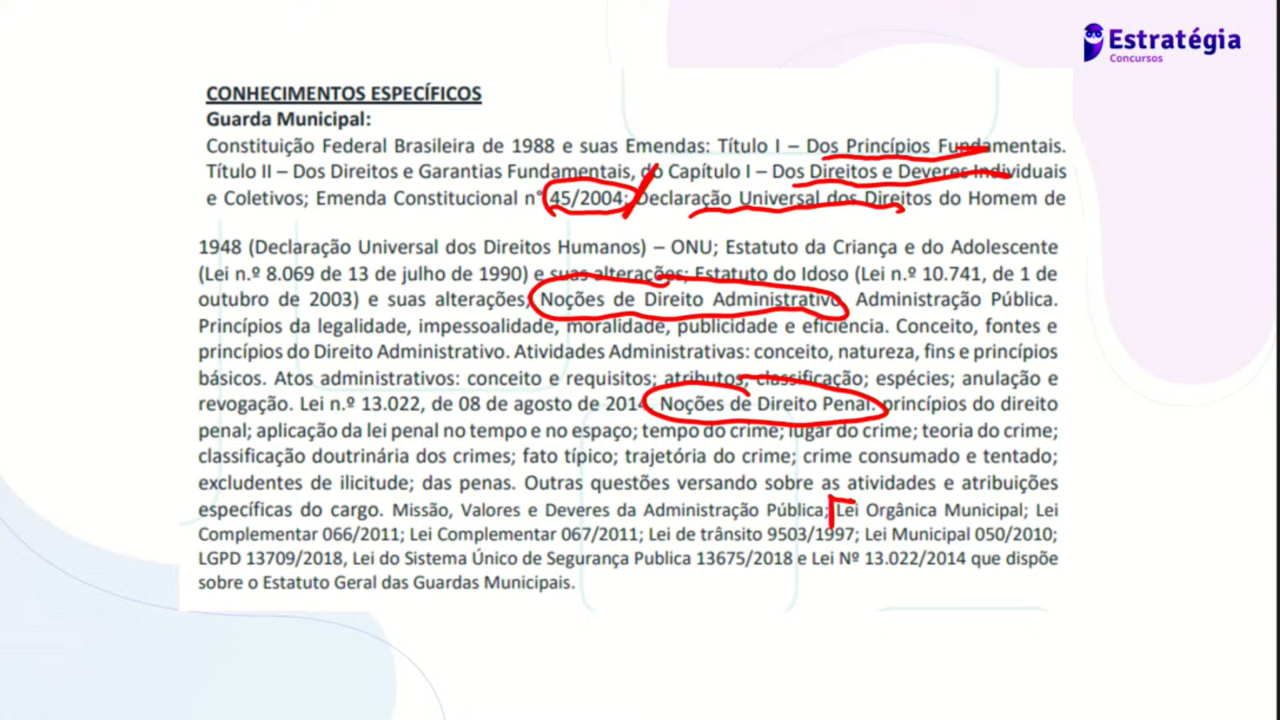 Estratégia
Concursos
CONHECIMENTOS ESPECÍFICOS
Guarda Municipal:
Constituição Federal Brasileira de 1988 e suas Emendas: Título I – Dos Princípios Fundamentais.
Título II – Dos Direitos e Garantias Fundamentais, do Capítulo I – Dos Direitos e Deveres Individuais
e Coletivos; Emenda Constitucional n° 45/2004; Declaração Universal dos Direitos do Homem de
1948 (Declaração Universal dos Direitos Humanos) – ONU; Estatuto da Criança e do Adolescente
(Lei n.º 8.069 de 13 de julho de 1990) e suas alterações; Estatuto do Idoso (Lei n.º 10.741, de 1 de
outubro de 2003) e suas alterações; Noções de Direito Administrativo. Administração Pública.
Princípios da legalidade, impessoalidade, moralidade, publicidade e eficiência. Conceito, fontes e
princípios do Direito Administrativo. Atividades Administrativas: conceito, natureza, fins e princípios
básicos. Atos administrativos: conceito e requisitos; atributos; classificação; espécies; anulação e
revogação. Lei n.º 13.022, de 08 de agosto de 2014. Noções de Direito Penal: princípios do direito
penal; aplicação da lei penal no tempo e no espaço; tempo do crime; lugar do crime; teoria do crime;
classificação doutrinária dos crimes; fato típico; trajetória do crime; crime consumado e tentado;
excludentes de ilicitude; das penas. Outras questões versando sobre as atividades e atribuições
específicas do cargo. Missão, Valores e Deveres da Administração Pública; Lei Orgânica Municipal; Lei
Complementar 066/2011; Lei Complementar 067/2011; Lei de trânsito 9503/1997; Lei Municipal 050/2010;
LGPD 13709/2018, Lei do Sistema Único de Segurança Publica 13675/2018 e Lei Nº 13.022/2014 que dispõe
sobre o Estatuto Geral das Guardas Municipais.